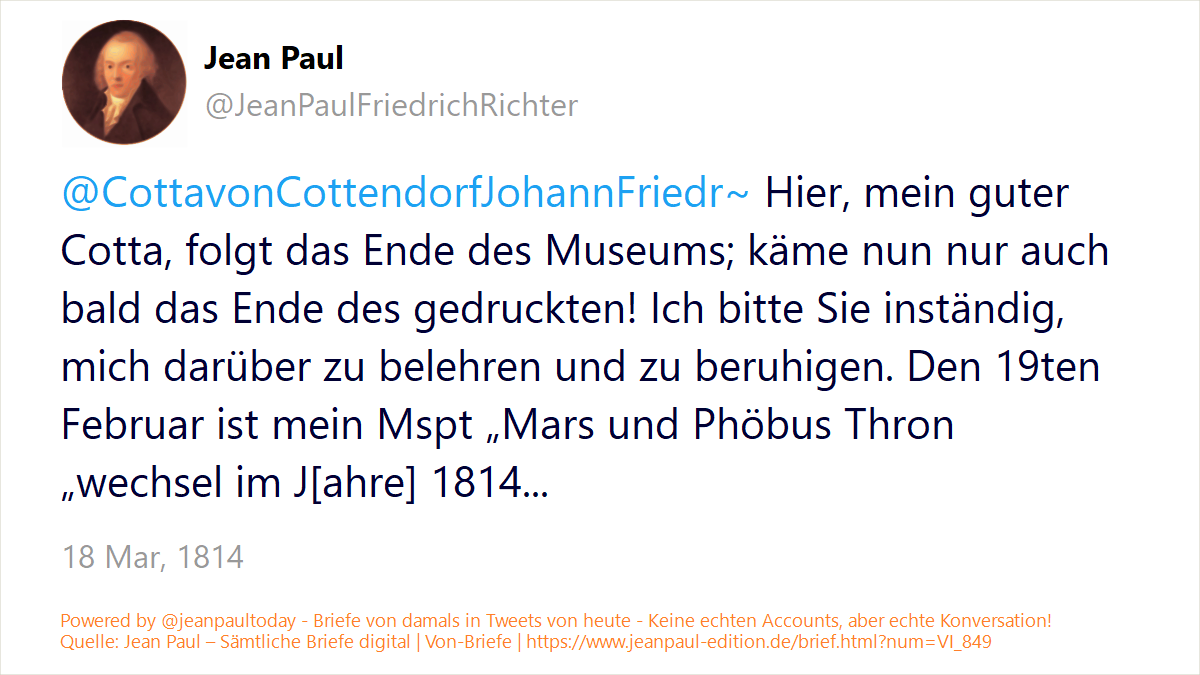 Jean Paul
@JeanPaulFriedrichRichter
@CottavonCottendorfJohannFriedr~ Hier, mein guter
Cotta, folgt das Ende des Museums; käme nun nur auch
bald das Ende des gedruckten! Ich bitte Sie inständig,
mich darüber zu belehren und zu beruhigen. Den 19ten
Februar ist mein Mspt „Mars und Phöbus Thron
„wechsel im J[ahre] 1814...
18 Mar, 1814
Powered by @jeanpaultoday - Briefe von damals in Tweets von heute - Keine echten Accounts, aber echte Konversation!
Quelle: Jean Paul – Sämtliche Briefe digital | Von-Briefe | https://www.jeanpaul-edition.de/brief.html?num=VI_849